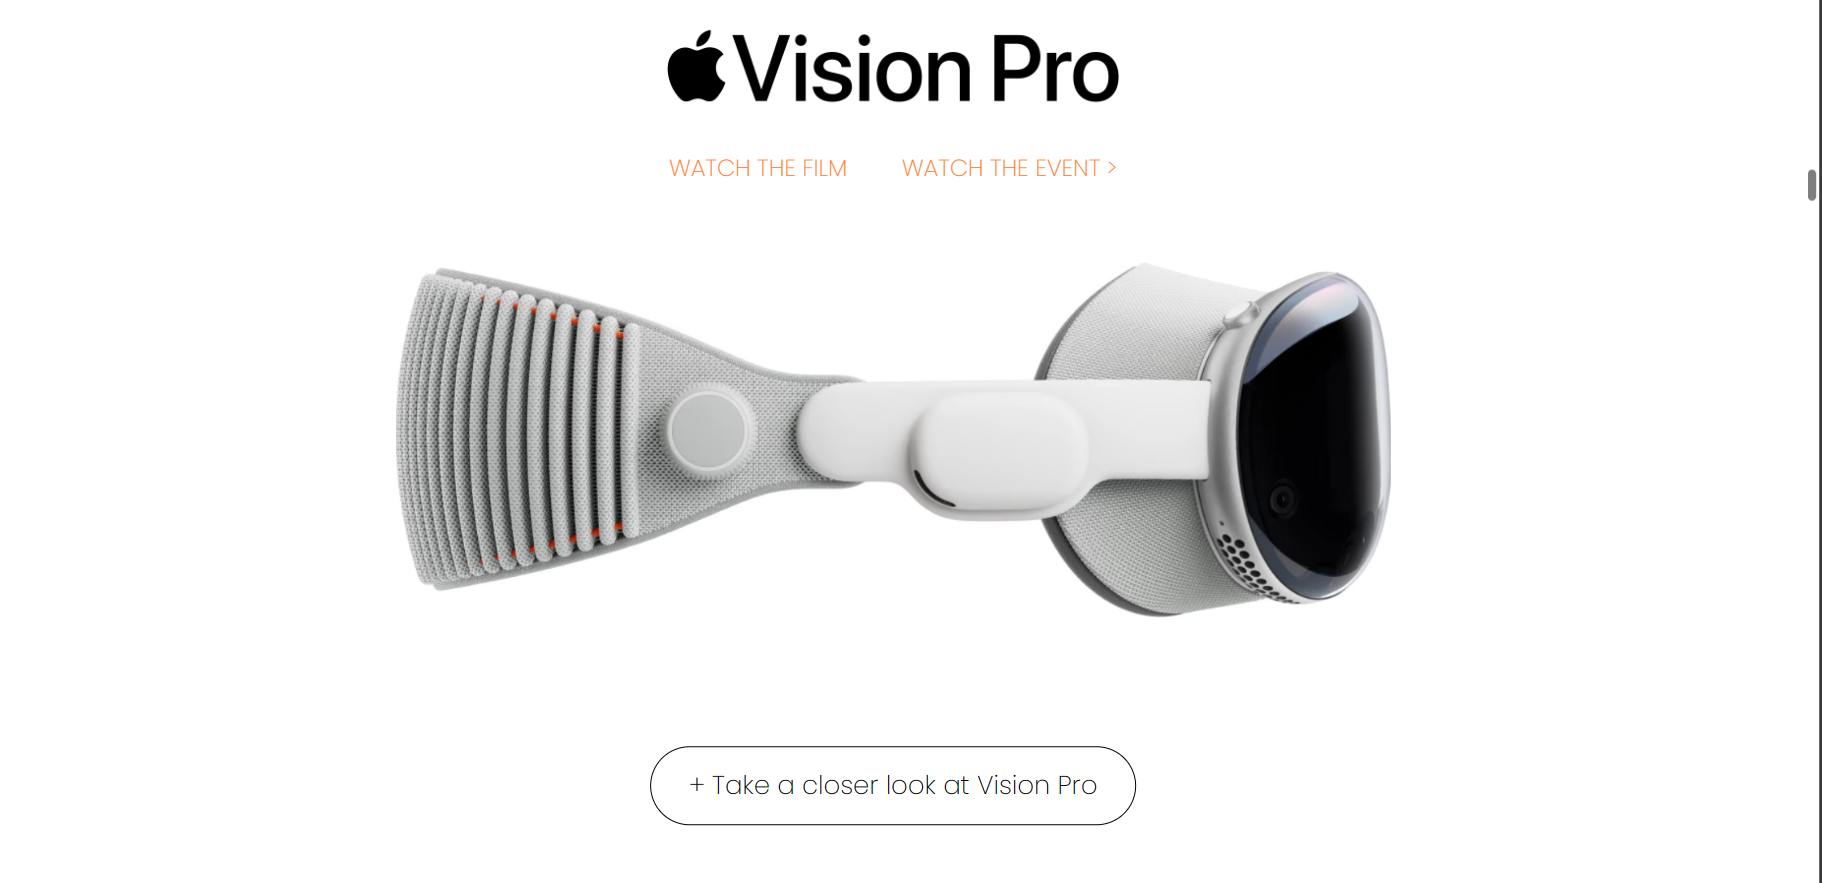 Vision Pro
WATCH THE FILM WATCH THE EVENT >
+ Take a closer look at Vision Pro